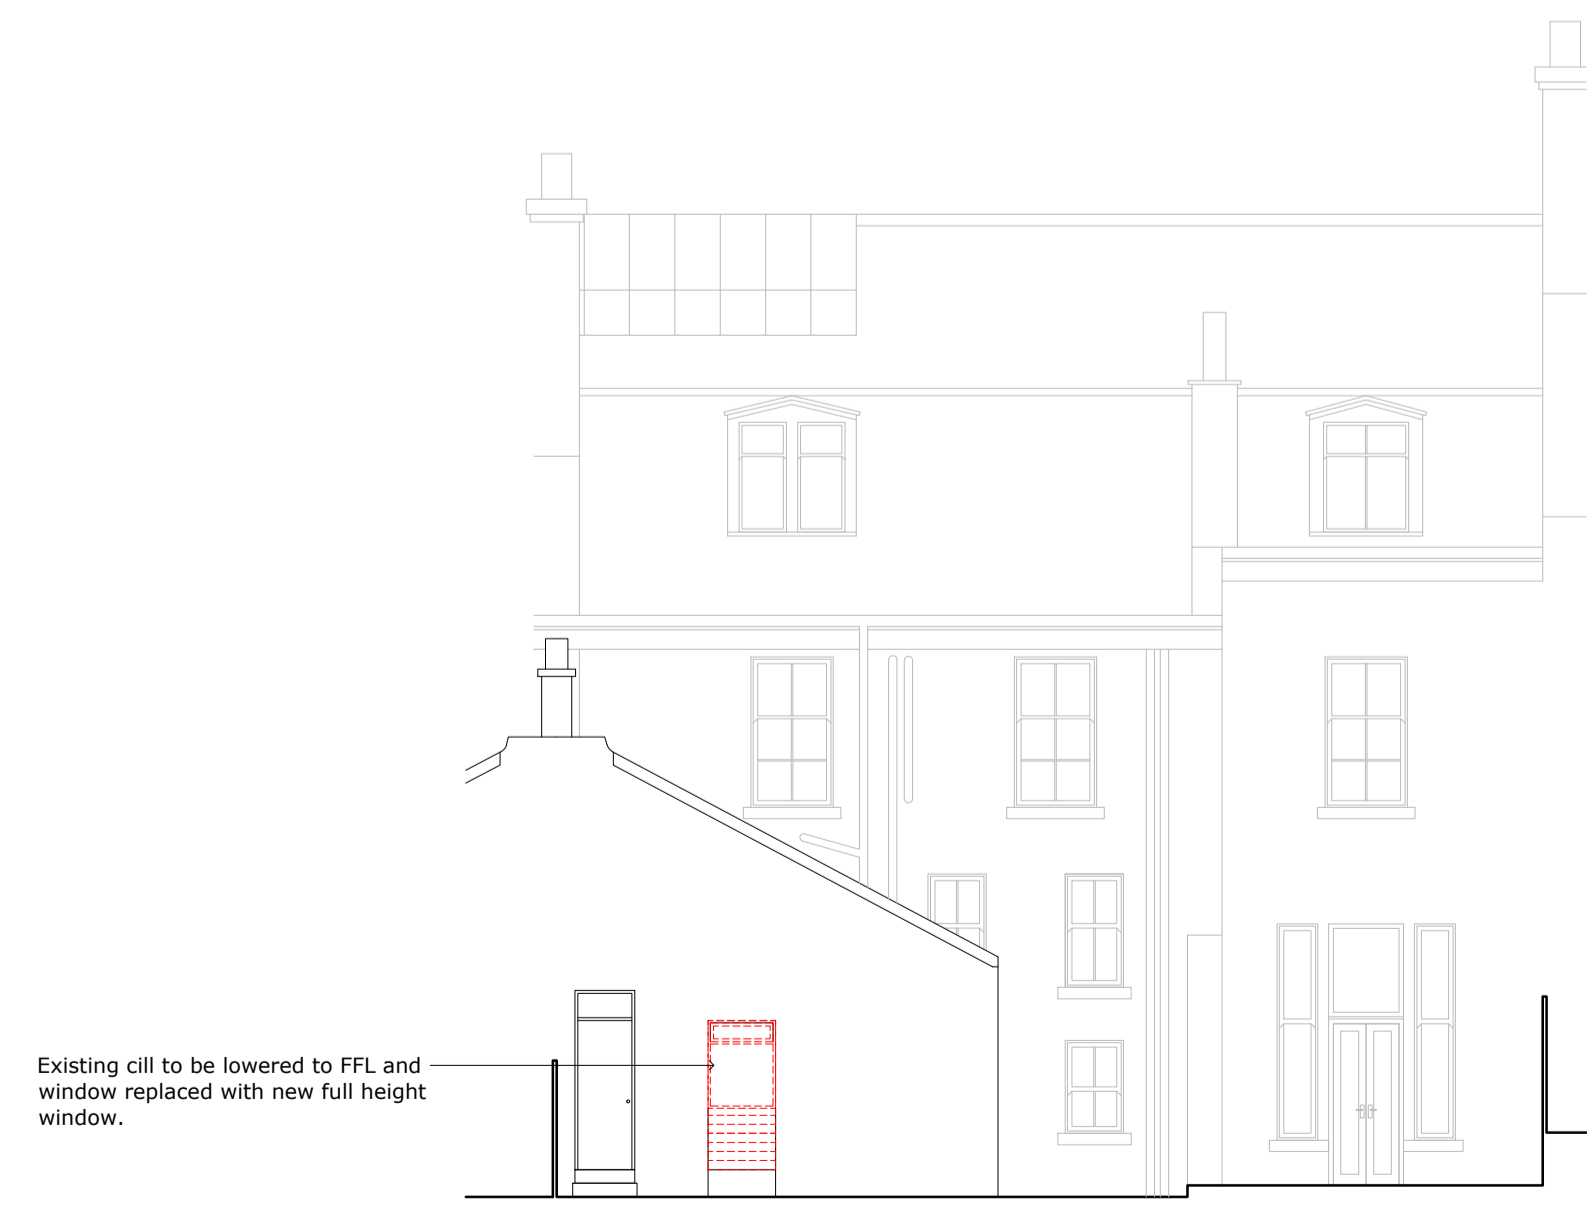 Existing cill to be lowered to FFL and
window replaced with new full height
window.